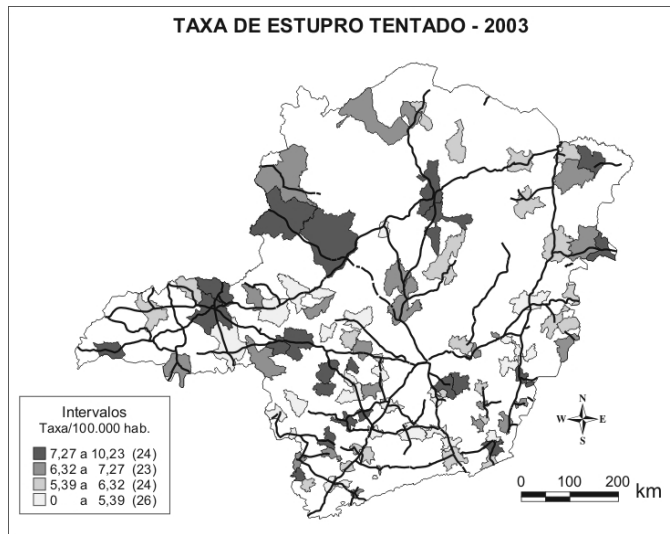 TAXA DE ESTUPRO TENTADO - 2003
Intervalos
Taxa/100.000 hab.
7,27 a 10,23 (24)
6,32 a 7,27 (23)
5,39 a 6,32 (24)
0 a 5,39 (26)
N
W E
S
0 100 200 km